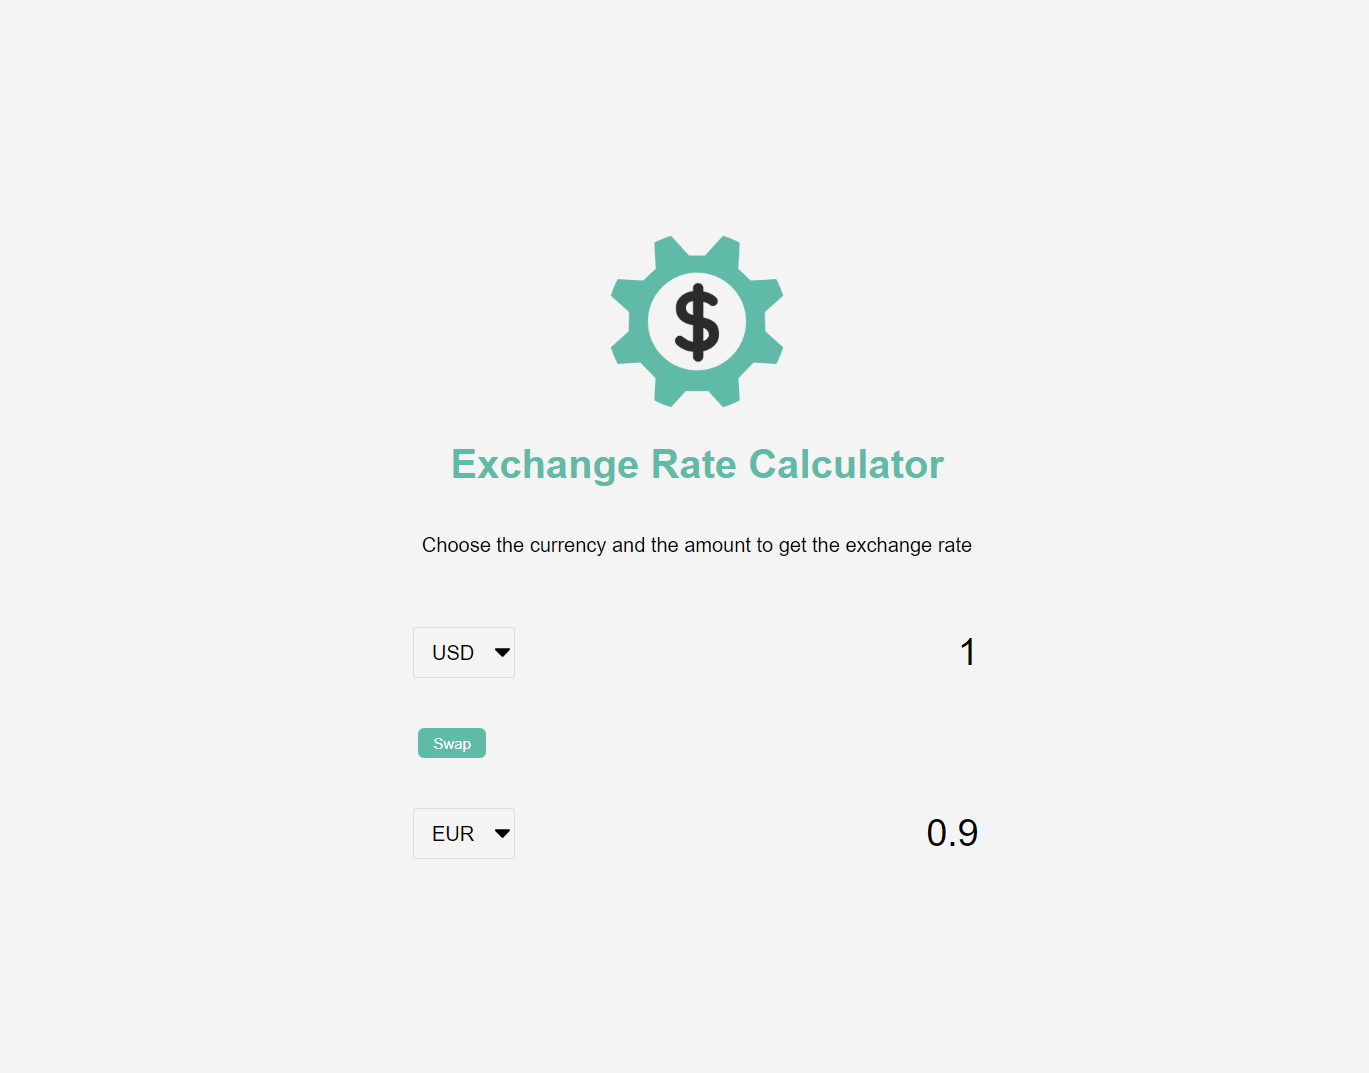 $
Exchange Rate Calculator
Choose the currency and the amount to get the exchange rate
USD 1
Swap
EUR 0.9